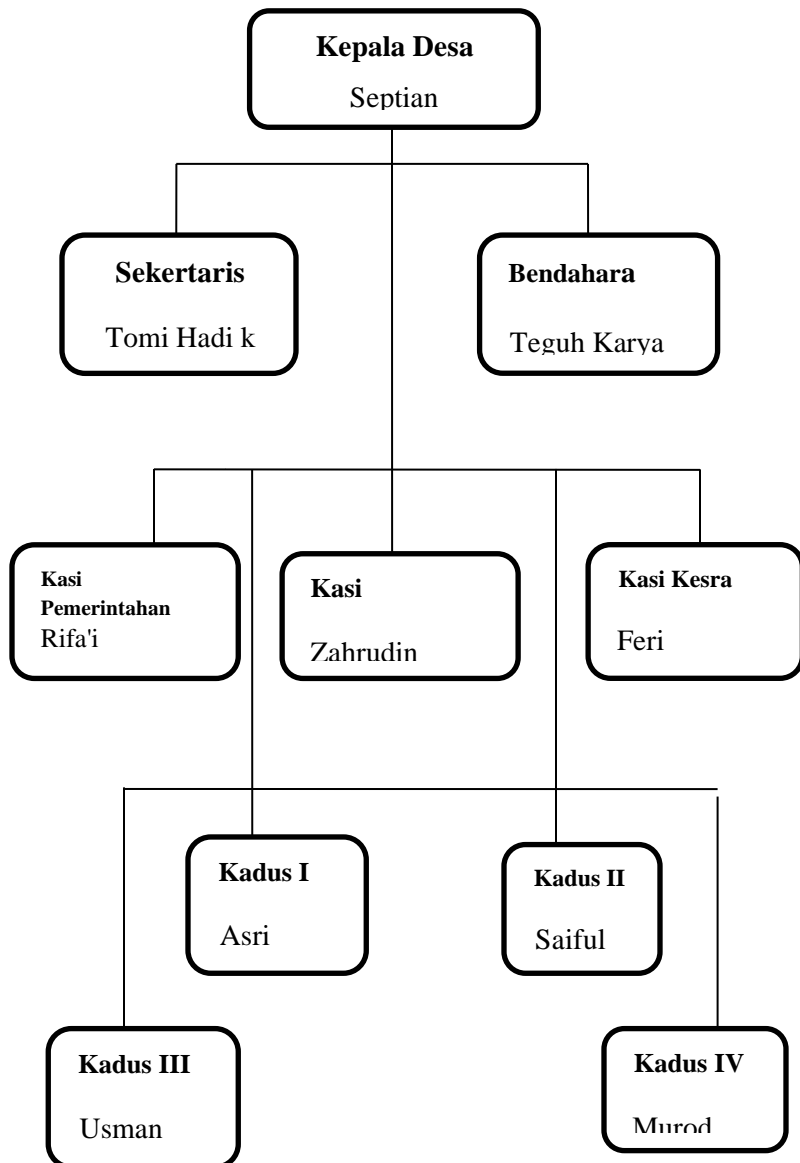 Kepala Desa
Septian
Sekertaris
Tomi Hadi k
Bendahara
Teguh Karya
Kasi
Pemerintahan
Rifa'i
Kasi
Zahrudin
Kasi Kesra
Feri
Kadus I
Asri
Kadus II
Saiful
Kadus III
Usman
Kadus IV
Murod